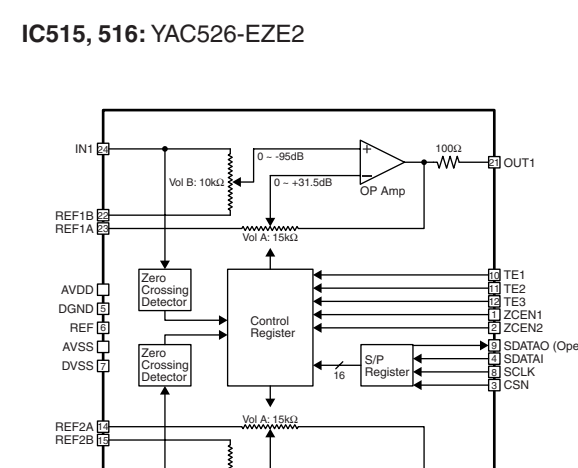 IC515, 516: YAC526-EZE2
IN1 24
100Ω
0 ~ -95dB
21 OUT1
Vol B: 10kΩ
0 ~ +31.5dB
OP Amp
REF1B 22
REF1A 23
Vol A: 15kΩ
10 TE1
11 TE2
12 TE3
1 ZCEN1
2 ZCEN2
Zero
Crossing
Detector
AVDD
DGND 5
REF 6
AVSS
DVSS 7
Control
Register
Zero
Crossing
Detector
16
S/P
Register
9 SDATAO (Ope
4 SDATAI
8 SCLK
3 CSN
Vol A: 15kΩ
REF2A 14
REF2B 15